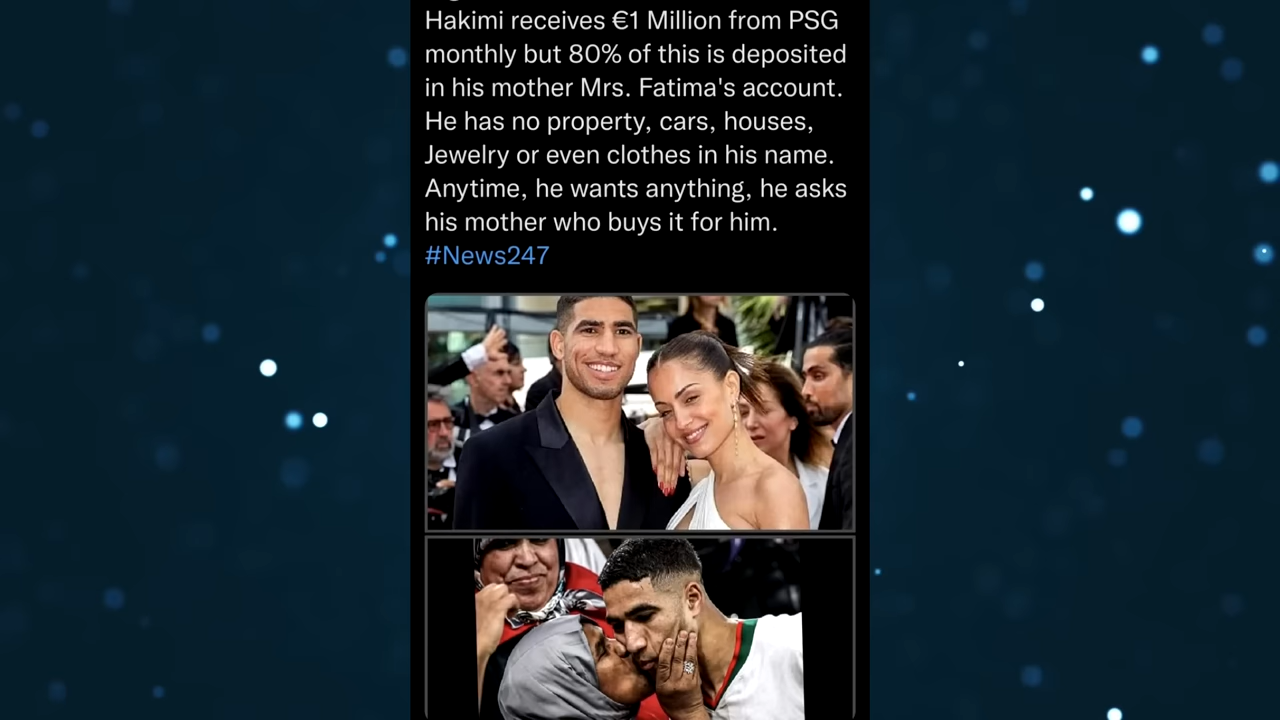 Hakimi receives €1 Million from PSG
monthly but 80% of this is deposited
in his mother Mrs. Fatima's account.
He has no property, cars, houses,
Jewelry or even clothes in his name.
Anytime, he wants anything, he asks
his mother who buys it for him.
#News247